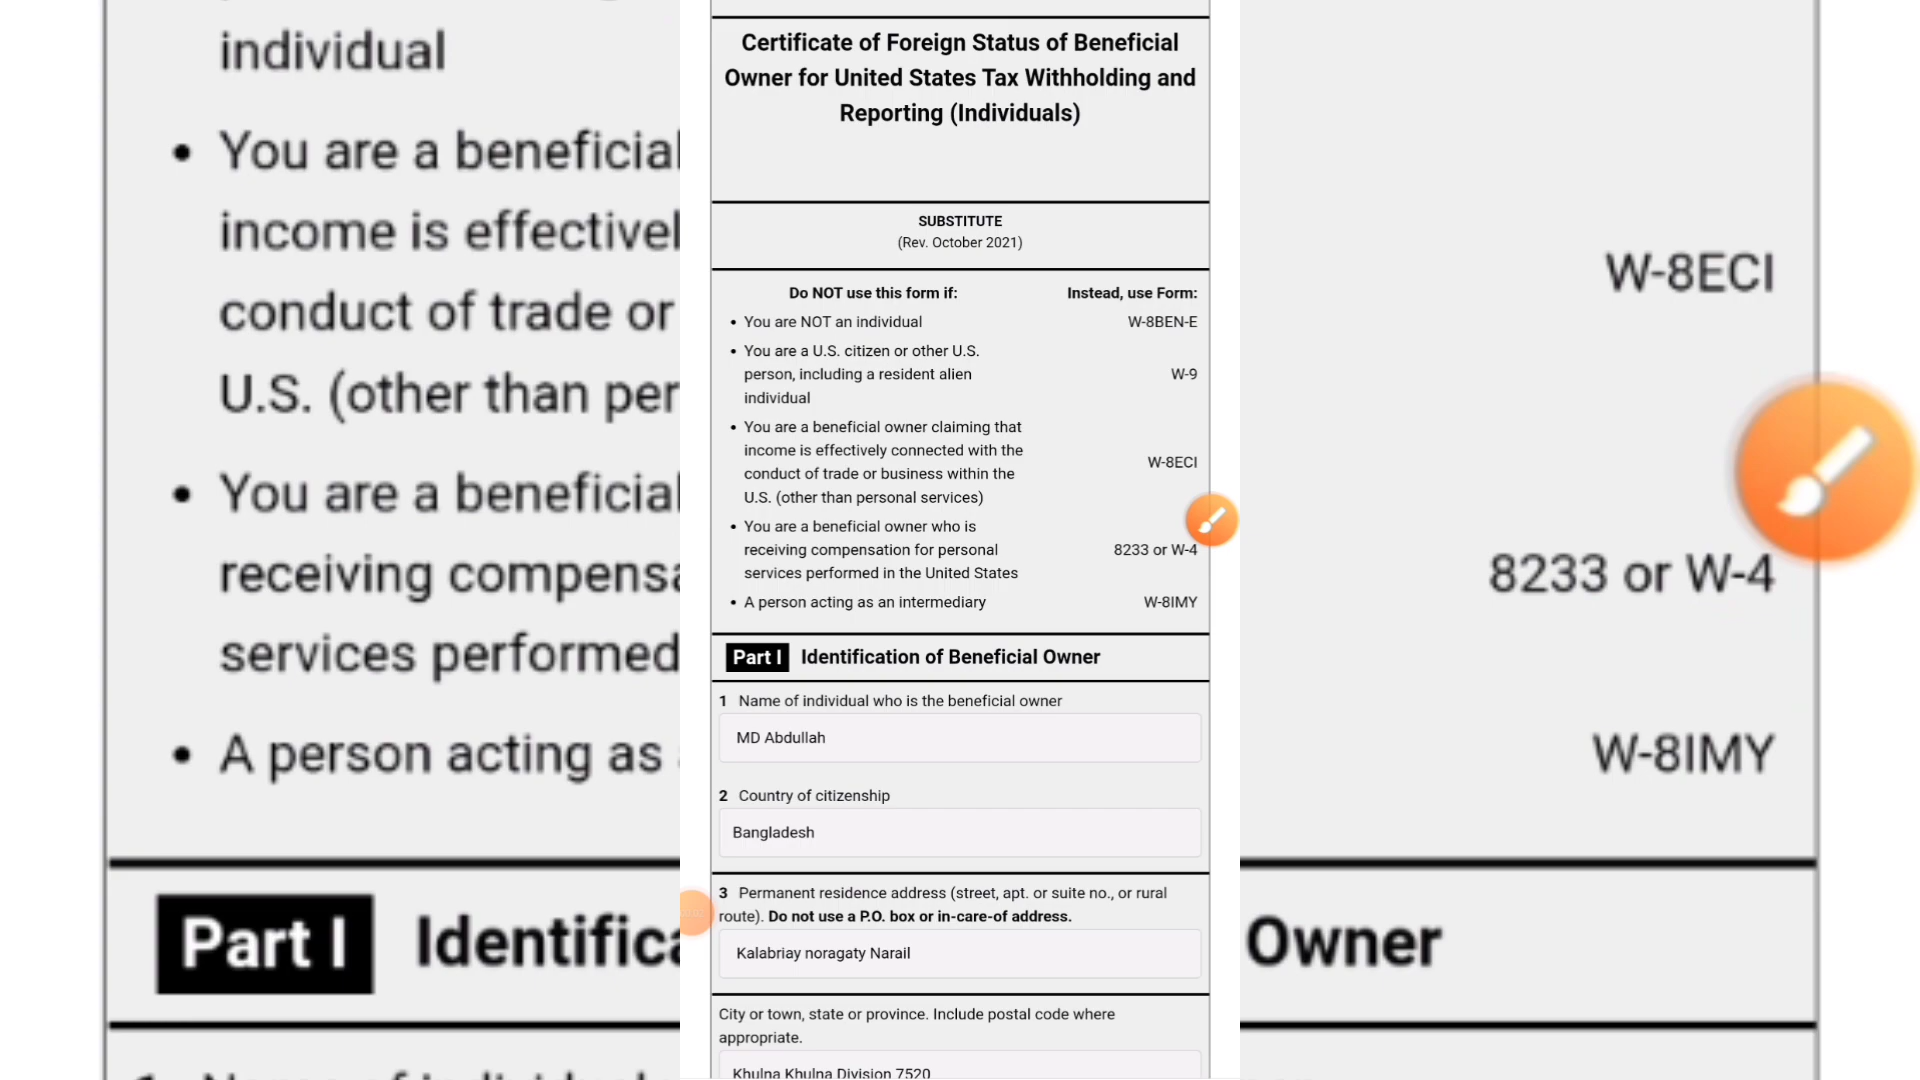 individual
• You are a beneficial
income is effectivel
conduct of trade or
U.S. (other than per
• You are a beneficial
receiving compensa
services performed
• A person acting as
Part I Identifica
Certificate of Foreign Status of Beneficial
Owner for United States Tax Withholding and
Reporting (Individuals)
SUBSTITUTE
(Rev. October 2021)
Do NOT use this form if: Instead, use Form:
• You are NOT an individual W-8BEN-E
• You are a U.S. citizen or other U.S.
person, including a resident alien W-9
individual
• You are a beneficial owner claiming that
income is effectively connected with the
conduct of trade or business within the W-8ECI
U.S. (other than personal services)
• You are a beneficial owner who is
receiving compensation for personal 8233 or W-4
services performed in the United States
• A person acting as an intermediary W-8IMY
Part I Identification of Beneficial Owner
1 Name of individual who is the beneficial owner
MD Abdullah
2 Country of citizenship
Bangladesh
3 Permanent residence address (street, apt. or suite no., or rural
route). Do not use a P.O. box or in-care-of address.
Kalabriay noragaty Narail
City or town, state or province. Include postal code where
appropriate.
Khulna Khulna Division 7520
W-8ECI
8233 or W-4
W-8IMY
Owner